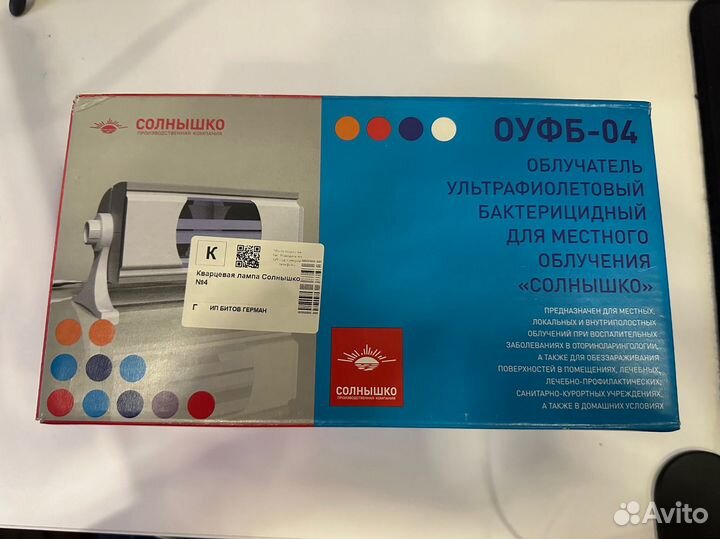 СОЛНЫШКО
ПРОИЗВОДСТВЕННАЯ КОМПАНИЯ
К
Кварцевая лампа Солнышко
№4
Г ИП БИТОВ ГЕРМАН
СОЛНЫШКО
ПРОИЗВОДСТВЕННАЯ КОМПАНИЯ
ОУФБ-04
ОБЛУЧАТЕЛЬ
УЛЬТРАФИОЛЕТОВЫЙ
БАКТЕРИЦИДНЫЙ
ДЛЯ МЕСТНОГО
ОБЛУЧЕНИЯ
«СОЛНЫШКО»
ПРЕДНАЗНАЧЕН ДЛЯ МЕСТНЫХ,
ЛОКАЛЬНЫХ И ВНУТРИПОЛОСТНЫХ
ОБЛУЧЕНИЙ ПРИ ВОСПАЛИТЕЛЬНЫХ
ЗАБОЛЕВАНИЯХ В ОТОРИНОЛАРИНГОЛОГИИ,
А ТАКЖЕ ДЛЯ ОБЕЗЗАРАЖИВАНИЯ
ПОВЕРХНОСТЕЙ В ПОМЕЩЕНИЯХ, ЛЕЧЕБНЫХ,
ЛЕЧЕБНО-ПРОФИЛАКТИЧЕСКИХ,
САНИТАРНО-КУРОРТНЫХ УЧРЕЖДЕНИЯХ,
А ТАКЖЕ В ДОМАШНИХ УСЛОВИЯХ
Avito